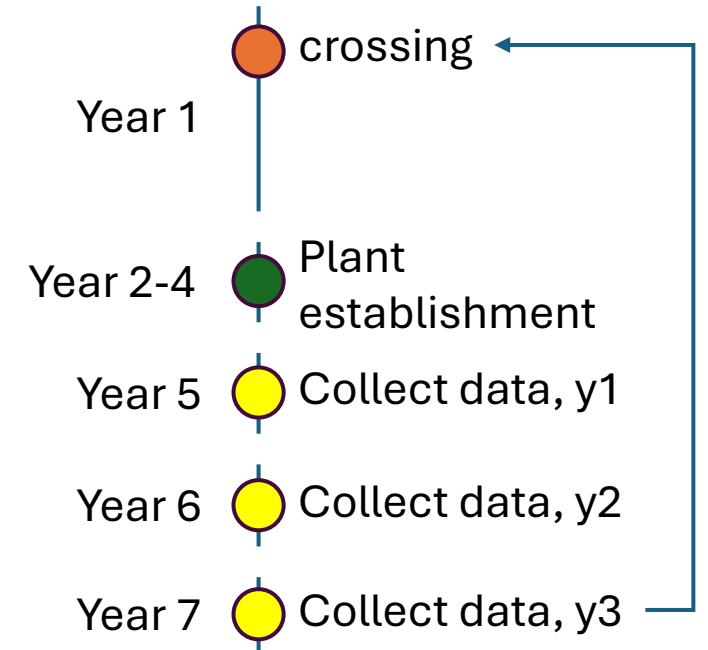 crossing
Year 1
Plant
Year 2-4
establishment
Year 5
Collect data, y1
Year 6
Collect data, y2
Year 7
Collect data, y3